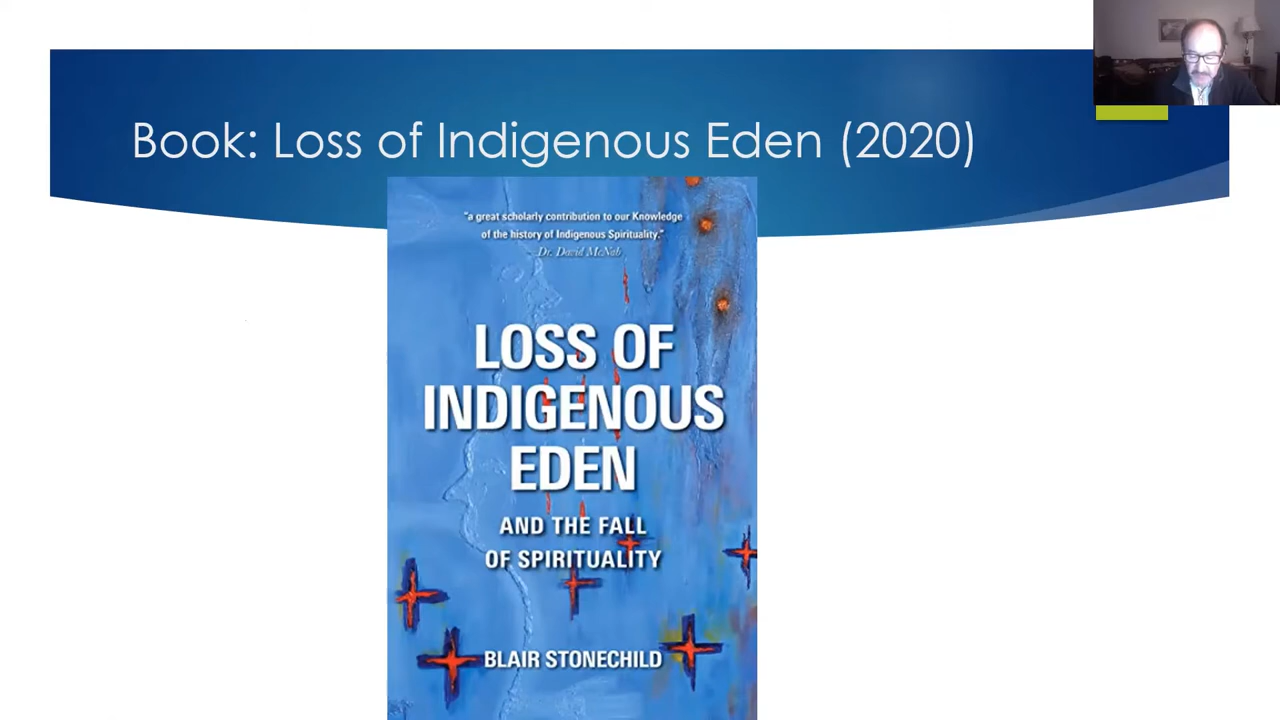 Book: Loss of Indigenous Eden (2020)
"a great scholarly contribution to our Knowledge
of the history of Indigenous Spirituality."
Dr. David McNab
LOSS OF
INDIGENOUS
EDEN
AND THE FALL
OF SPIRITUALITY
BLAIR STONECHILD